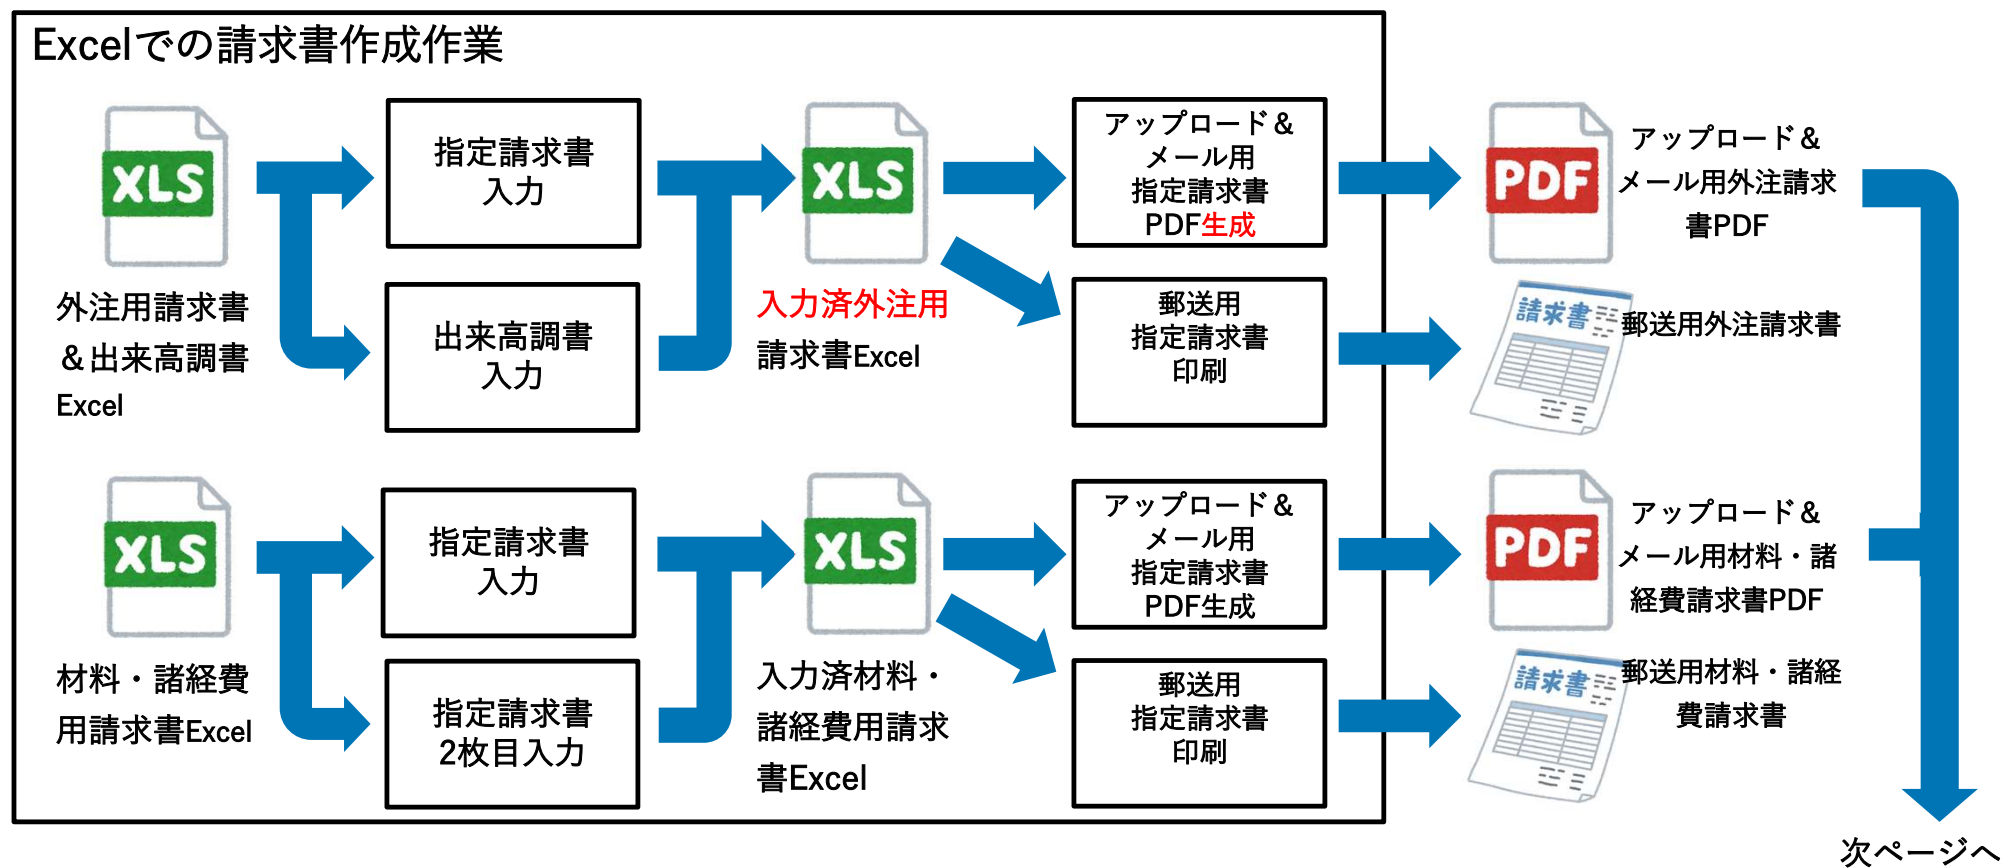 Excelでの請求書作成作業
XLS
外注用請求書
＆出来高調書
Excel
指定請求書
入力
出来高調書
入力
XLS
入力済外注用
請求書Excel
アップロード＆
メール用
指定請求書
PDF生成
郵送用
指定請求書
印刷
PDF
アップロード＆
メール用外注請求
書PDF
請求書
郵送用外注請求書
XLS
材料・諸経費
用請求書Excel
指定請求書
入力
指定請求書
2枚目入力
XLS
入力済材料・
諸経費用請求
書Excel
アップロード＆
メール用
指定請求書
PDF生成
郵送用
指定請求書
印刷
PDF
アップロード＆
メール用材料・諸
経費請求書PDF
請求書
郵送用材料・諸経
費請求書
次ページへ